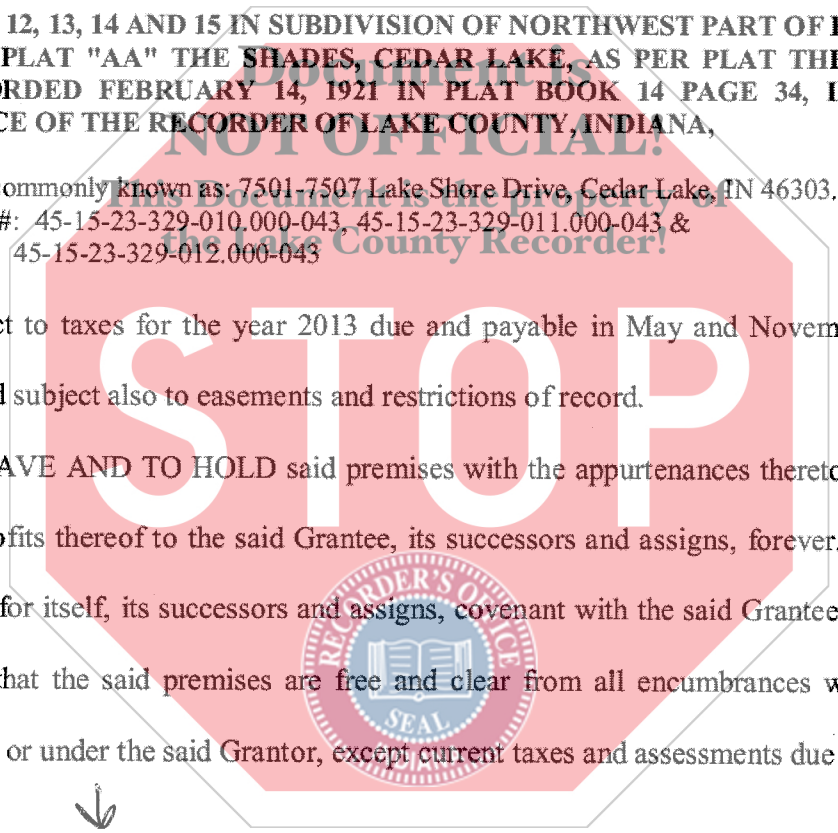 12, 13, 14 AND 15 IN SUBDIVISION OF NORTHWEST PART OF
PLAT "AA" THE SHADES, CEDAR LAKE, AS PER PLAT THE
ORDED FEBRUARY 14, 1921 IN PLAT BOOK 14 PAGE 34,
CE OF THE RECORDER OF LAKE COUNTY, INDIANA,
Document is
NOT OFFICIAL!
This Document is the property of
the Lake County Recorder!
ommonly known as: 7501-7507 Lake Shore Drive, Cedar Lake, IN 46303.
#: 45-15-23-329-010.000-043, 45-15-23-329-011.000-043 &
45-15-23-329-012.000-043
STOP
ct to taxes for the year 2013 due and payable in May and Novem
d subject also to easements and restrictions of record.
AVE AND TO HOLD said premises with the appurtenances thereto
ofits thereof to the said Grantee, its successors and assigns, forever.
for itself, its successors and assigns, covenant with the said Grantee
that the said premises are free and clear from all encumbrances w
or under the said Grantor, except current taxes and assessments due
RECORDER'S OFFICE
SEAL
INDIANA